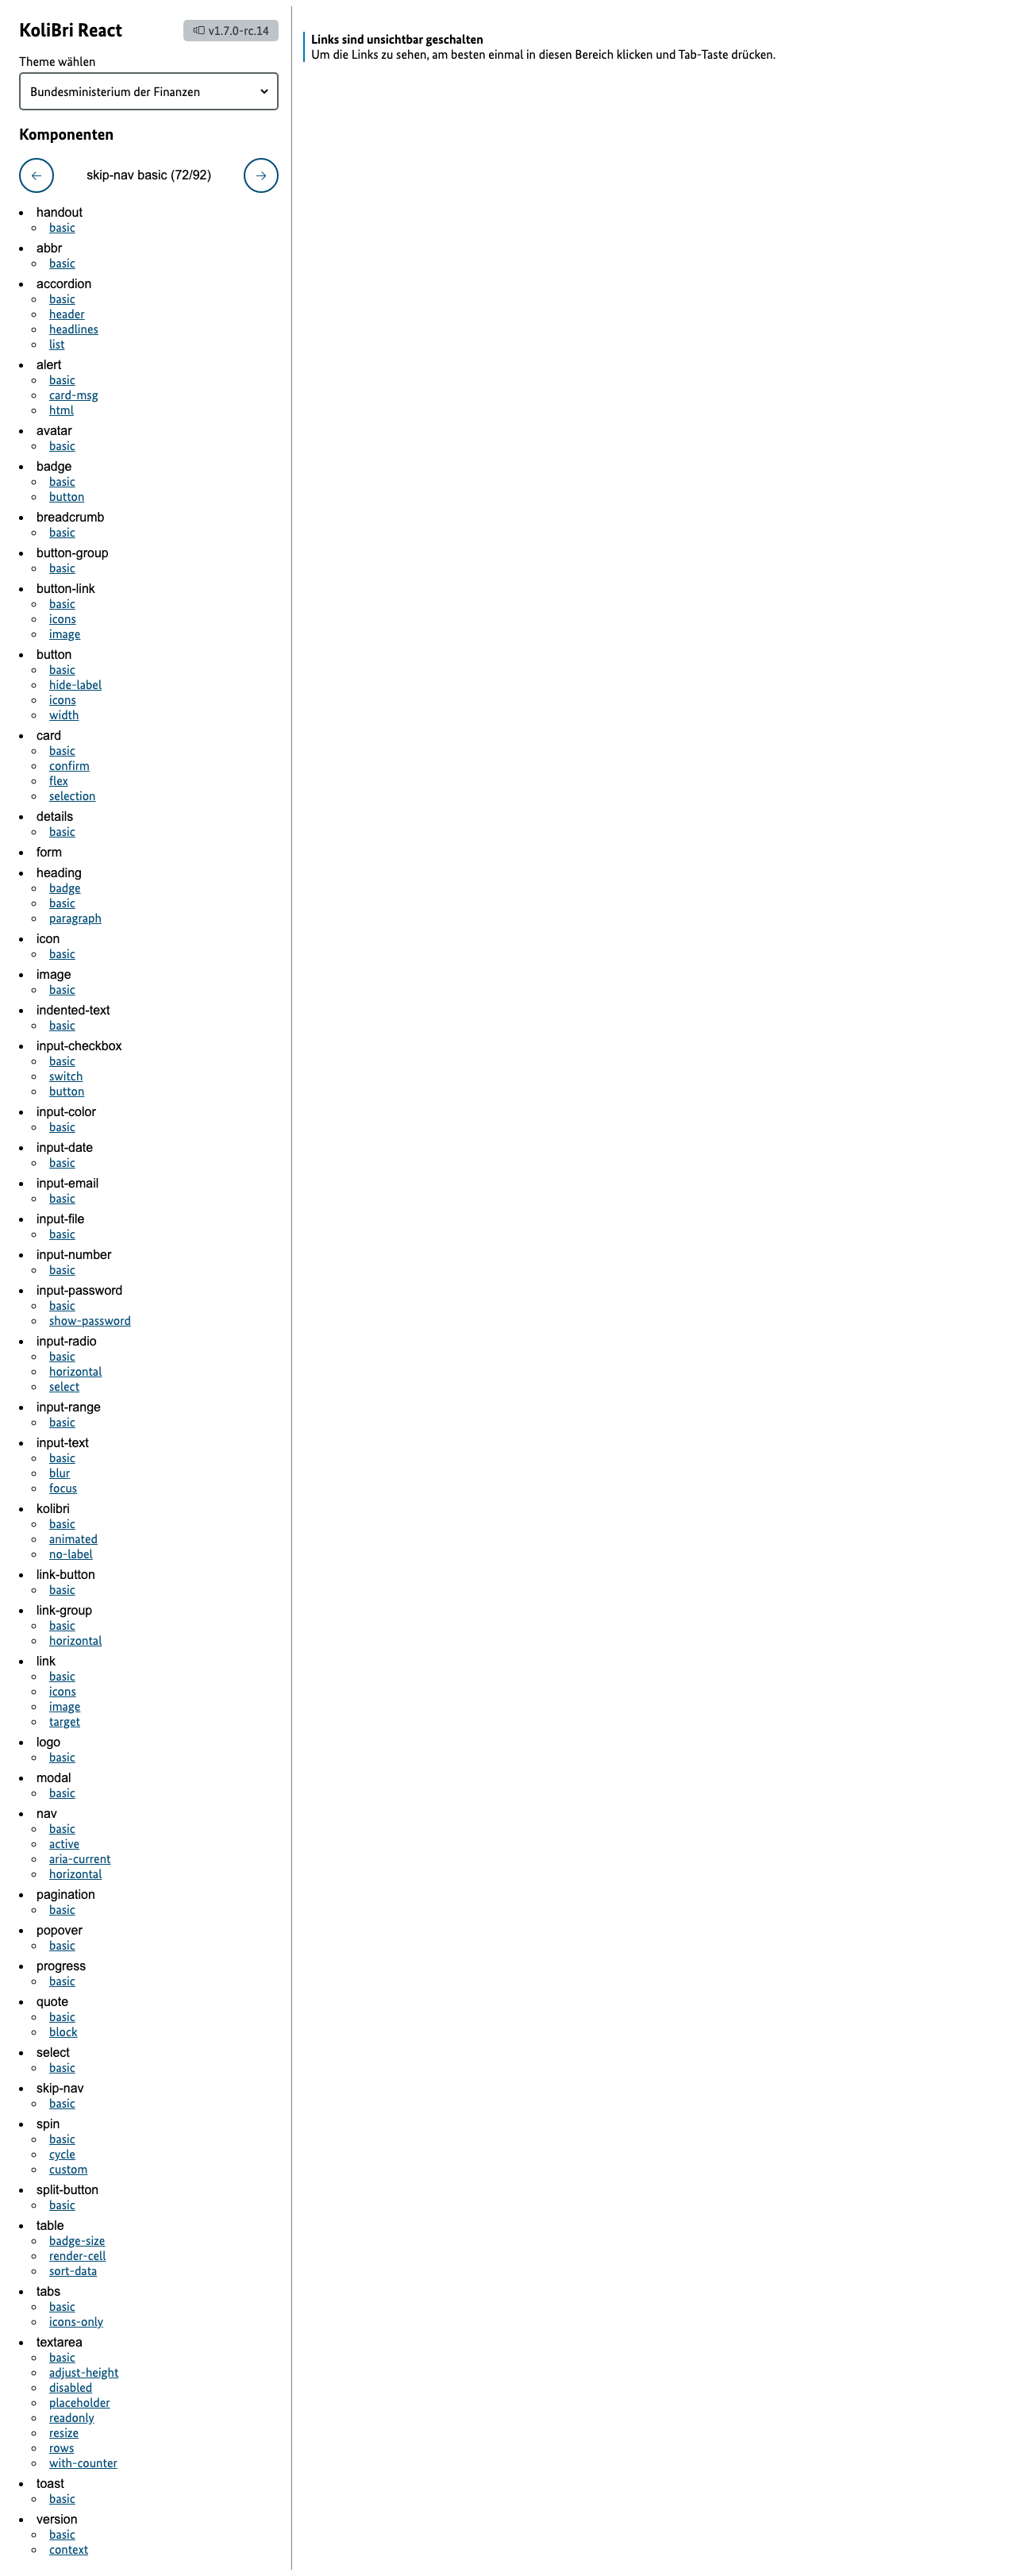 KoliBri React
v1.7.0-rc.14
Theme wählen
Bundesministerium der Finanzen
Komponenten
skip-nav basic (72/92)
handout
basic
abbr
basic
accordion
basic
header
headlines
list
alert
basic
card-msg
html
avatar
basic
badge
basic
button
breadcrumb
basic
button-group
basic
button-link
basic
icons
image
button
basic
hide-label
icons
width
card
basic
confirm
flex
selection
details
basic
form
heading
badge
basic
paragraph
icon
basic
image
basic
indented-text
basic
input-checkbox
basic
switch
button
input-color
basic
input-date
basic
input-email
basic
input-file
basic
input-number
basic
input-password
basic
show-password
input-radio
basic
horizontal
select
input-range
basic
input-text
basic
blur
focus
kolibri
basic
animated
no-label
link-button
basic
link-group
basic
horizontal
link
basic
icons
image
target
logo
basic
modal
basic
nav
basic
active
aria-current
horizontal
pagination
basic
popover
basic
progress
basic
quote
basic
block
select
basic
skip-nav
basic
spin
basic
cycle
custom
split-button
basic
table
badge-size
render-cell
sort-data
tabs
basic
icons-only
textarea
basic
adjust-height
disabled
placeholder
readonly
resize
rows
with-counter
toast
basic
version
basic
context
Links sind unsichtbar geschalten
Um die Links zu sehen, am besten einmal in diesen Bereich klicken und Tab-Taste drücken.